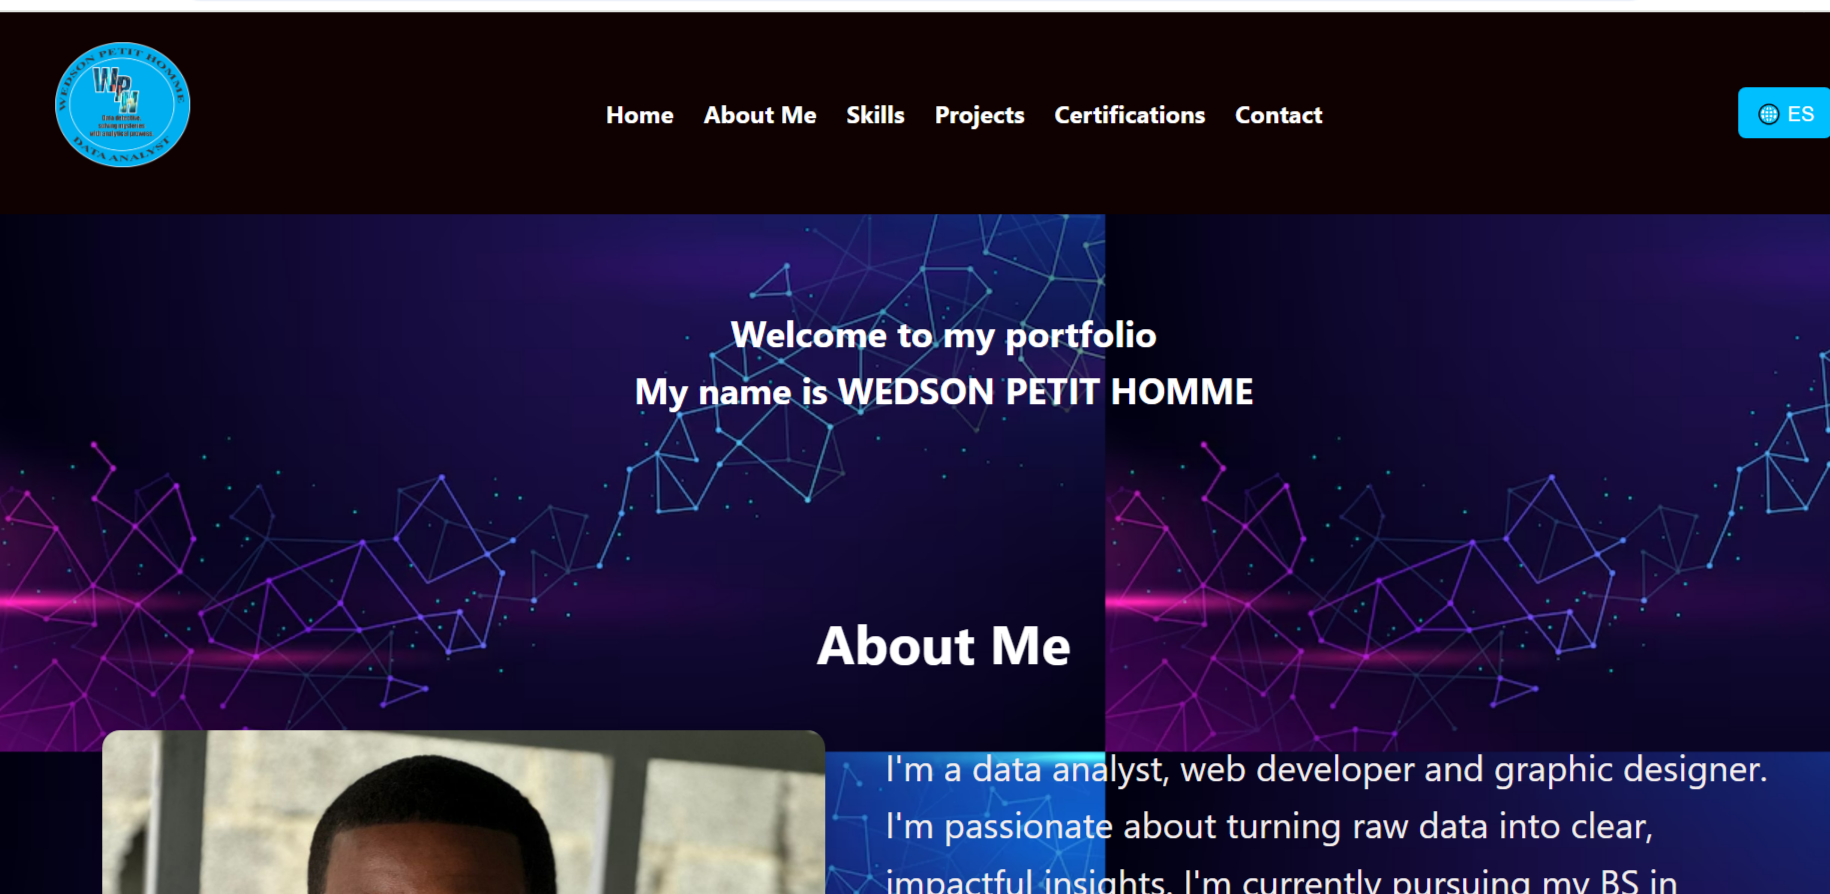 WEDSON PETIT HOMME
WPH
DATA ANALYST
Home About Me Skills Projects Certifications Contact
ES
Welcome to my portfolio
My name is WEDSON PETIT HOMME
About Me
I'm a data analyst, web developer and graphic designer.
I'm passionate about turning raw data into clear,
impactful insights. I'm currently pursuing my BS in